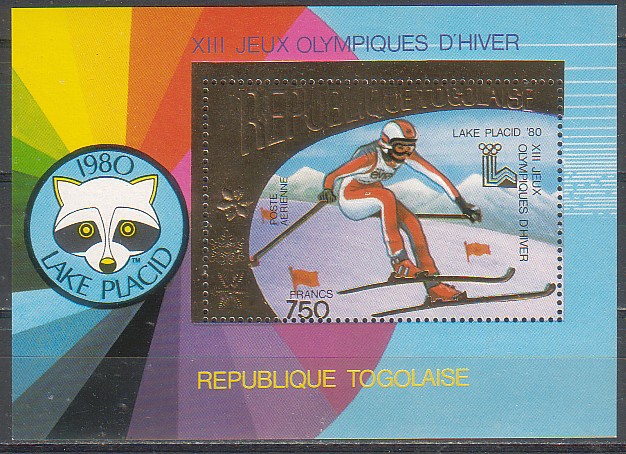 XIII JEUX OLYMPIQUES D'HIVER
REPUBLIQUE TOGOLAISE
LAKE PLACID '80
XIII JEUX
OLYMPIQUES D'HIVER
POSTE
AERIENNE
1980
LAKE PLACID
TM
FRANCS
750
REPUBLIQUE TOGOLAISE